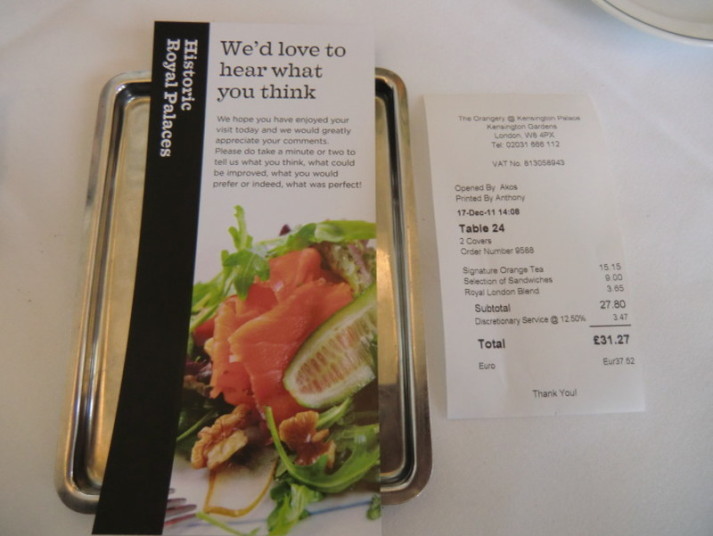 Historic
Royal Palaces
We'd love to
hear what
you think
We hope you have enjoyed your
visit today and we would greatly
appreciate your comments.
Please do take a minute or two to
tell us what you think, what could
be improved, what you would
prefer or indeed, what was perfect!
The Orangery @ Kensington Palace
Kensington Gardens
London. W8 4PX.
Tel: 02031 666 112
VAT No. 613056943
Opened By Akos
Printed By Anthony
17-Dec-11 14:08
Table 24
2 Covers
Order Number 9568
Signature Orange Tea 15.15
Selection of Sandwiches 9.00
Royal London Blend 3.65
Subtotal 27.80
Discretionary Service @ 12.50% 3.47
Total £31.27
Euro Eur37.52
Thank You!